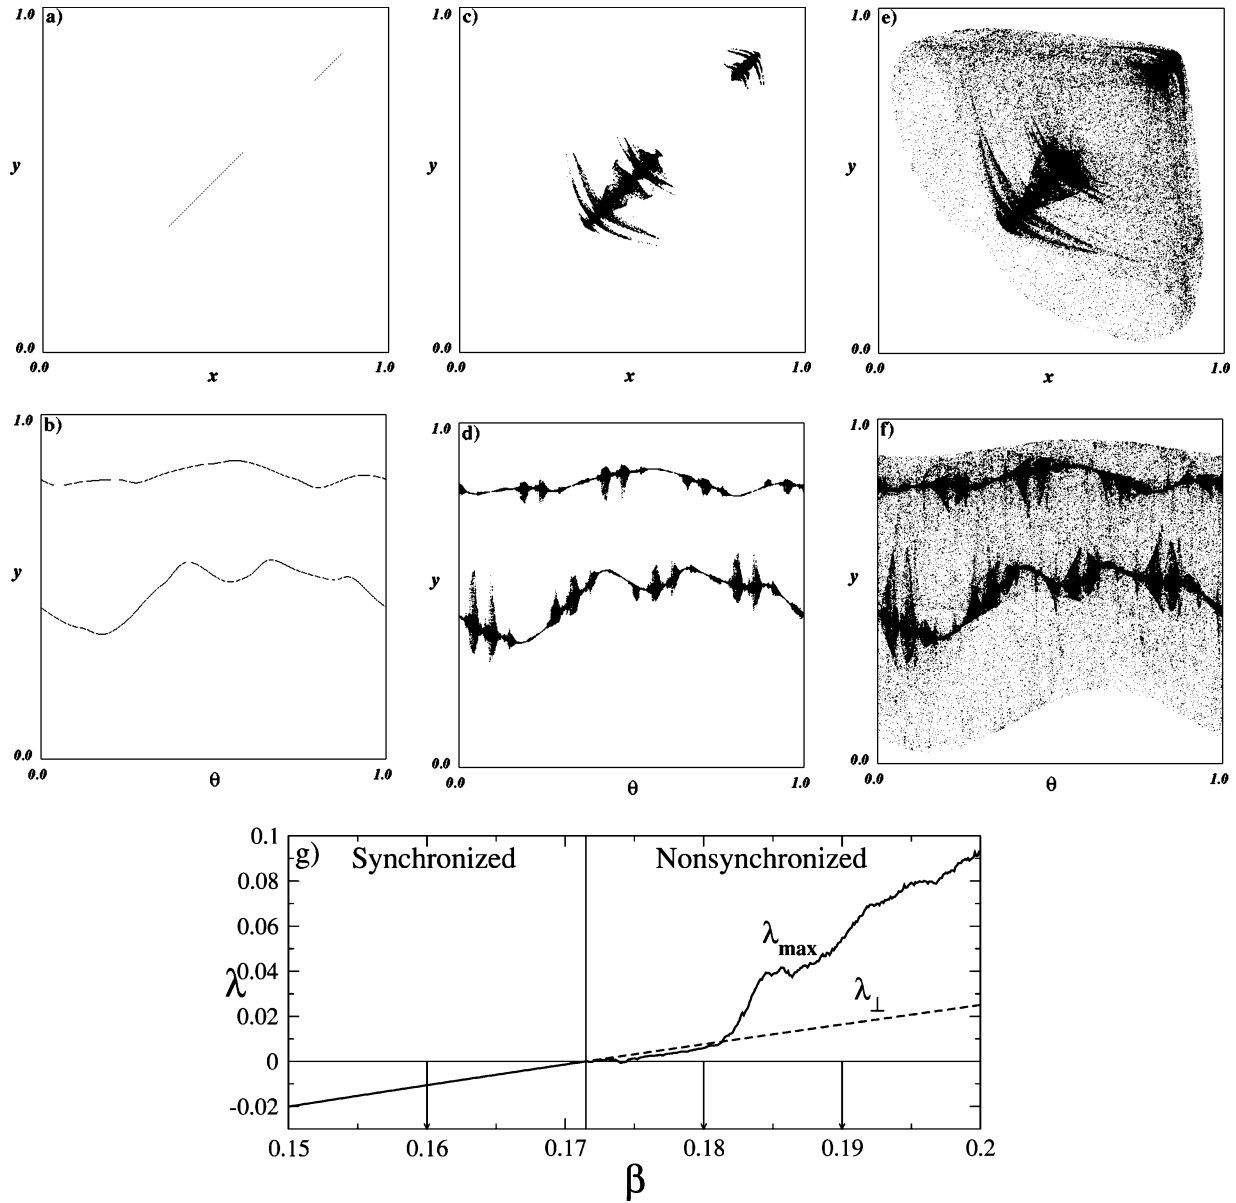 a)
1.0
y
0.0
0.0
x
1.0
c)
1.0
y
0.0
0.0
x
1.0
e)
1.0
y
0.0
0.0
x
1.0
b)
1.0
y
0.0
0.0
θ
1.0
d)
1.0
y
0.0
0.0
θ
1.0
f)
1.0
y
0.0
0.0
θ
1.0
g)
Synchronized
Nonsynchronized
λmax
λ⊥
λ
0.1
0.08
0.06
0.04
0.02
0
-0.02
0.15 0.16 0.17 0.18 0.19 0.2
β